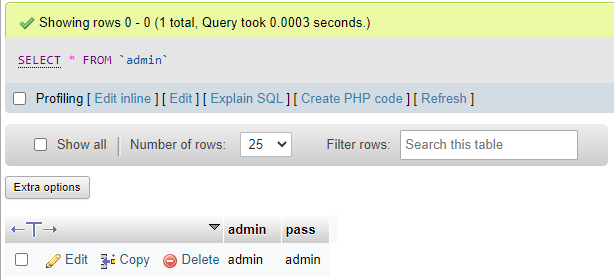 Showing rows 0 - 0 (1 total, Query took 0.0003 seconds.)
SELECT * FROM `admin`
Profiling [ Edit inline ] [ Edit ] [ Explain SQL ] [ Create PHP code ] [ Refresh ]
Show all Number of rows: 25 Filter rows: Search this table
Extra options
admin pass
Edit Copy Delete admin admin